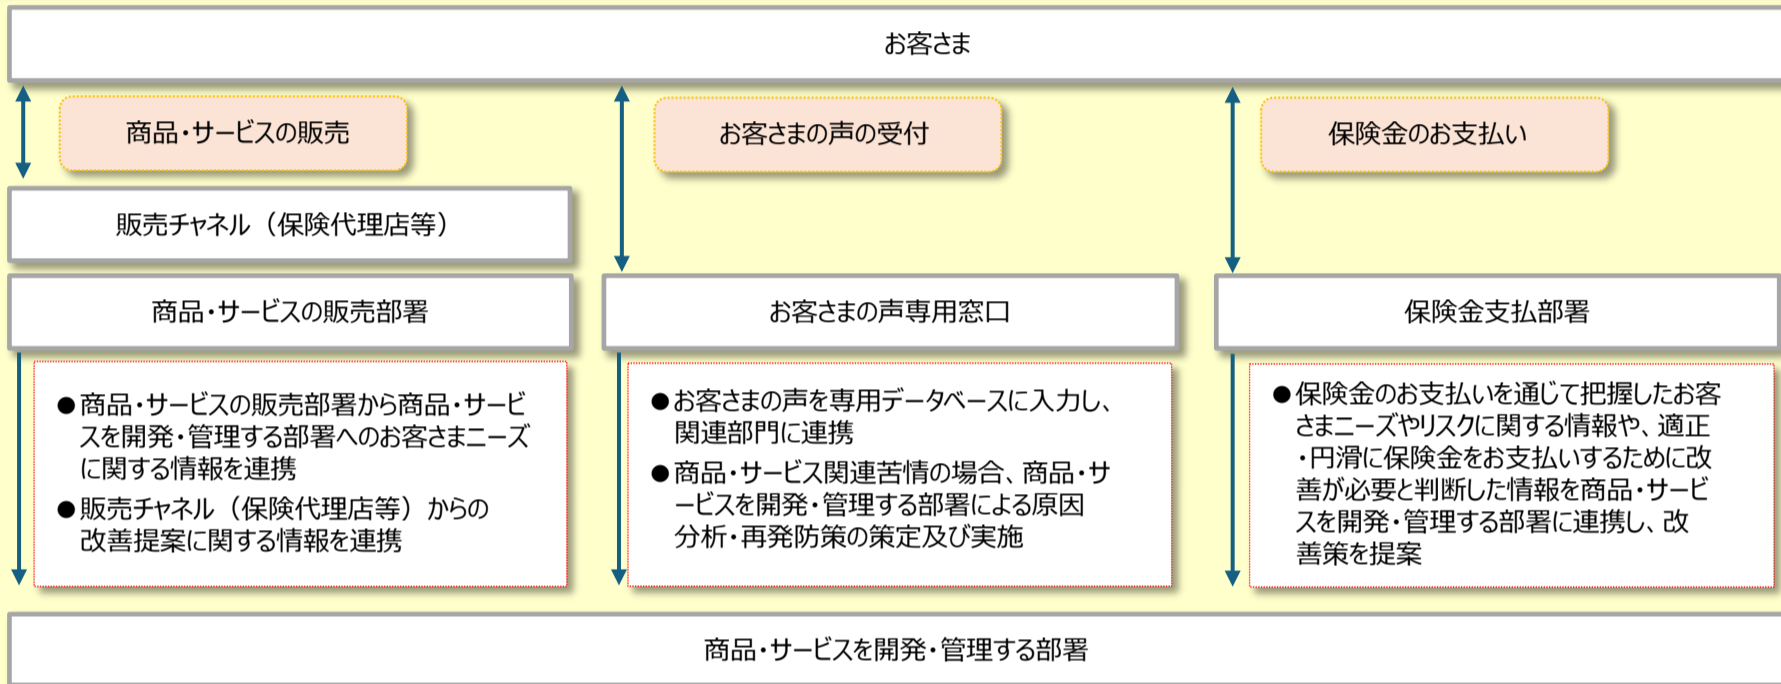 お客さま
商品・サービスの販売
お客さまの声の受付
保険金のお支払い
販売チャネル（保険代理店等）
商品・サービスの販売部署
お客さまの声専用窓口
保険金支払部署
●商品・サービスの販売部署から商品・サービ
スを開発・管理する部署へのお客さまニーズ
に関する情報を連携
●販売チャネル（保険代理店等）からの
改善提案に関する情報を連携
●お客さまの声を専用データベースに入力し、
関連部門に連携
●商品・サービス関連苦情の場合、商品・サ
ービスを開発・管理する部署による原因
分析・再発防策の策定及び実施
●保険金のお支払いを通じて把握したお客
さまニーズやリスクに関する情報や、適正
・円滑に保険金をお支払いするために改
善が必要と判断した情報を商品・サービ
スを開発・管理する部署に連携し、改
善策を提案
商品・サービスを開発・管理する部署